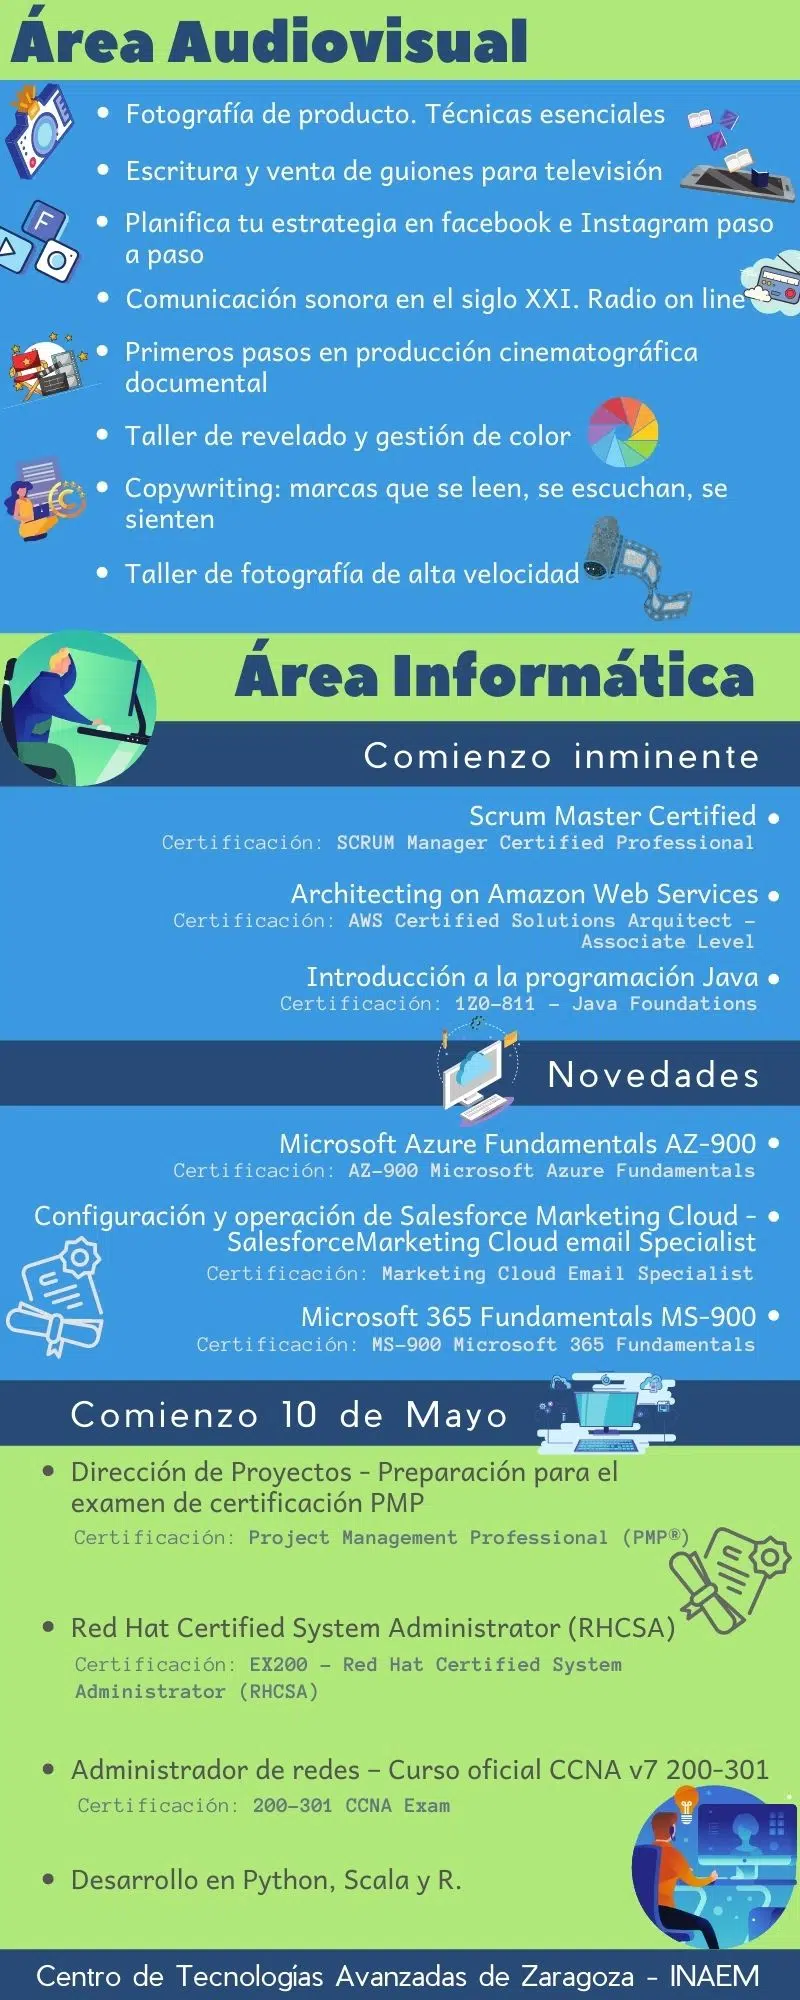 Área Audiovisual
• Fotografía de producto. Técnicas esenciales
• Escritura y venta de guiones para televisión
• Planifica tu estrategia en facebook e Instagram paso
a paso
• Comunicación sonora en el siglo XXI. Radio on line
• Primeros pasos en producción cinematográfica
documental
• Taller de revelado y gestión de color
• Copywriting: marcas que se leen, se escuchan, se
sienten
• Taller de fotografía de alta velocidad
Área Informática
Comienzo inminente
Scrum Master Certified •
Certificación: SCRUM Manager Certified Professional
Architecting on Amazon Web Services •
Certificación: AWS Certified Solutions Arquitect -
Associate Level
Introducción a la programación Java •
Certificación: 1Z0-811 - Java Foundations
Novedades
Microsoft Azure Fundamentals AZ-900 •
Certificación: AZ-900 Microsoft Azure Fundamentals
Configuración y operación de Salesforce Marketing Cloud - •
SalesforceMarketing Cloud email Specialist
Certificación: Marketing Cloud Email Specialist
Microsoft 365 Fundamentals MS-900 •
Certificación: MS-900 Microsoft 365 Fundamentals
Comienzo 10 de Mayo
• Dirección de Proyectos - Preparación para el
examen de certificación PMP
Certificación: Project Management Professional (PMP®)
• Red Hat Certified System Administrator (RHCSA)
Certificación: EX200 - Red Hat Certified System
Administrator (RHCSA)
• Administrador de redes – Curso oficial CCNA v7 200-301
Certificación: 200-301 CCNA Exam
• Desarrollo en Python, Scala y R.
Centro de Tecnologías Avanzadas de Zaragoza - INAEM